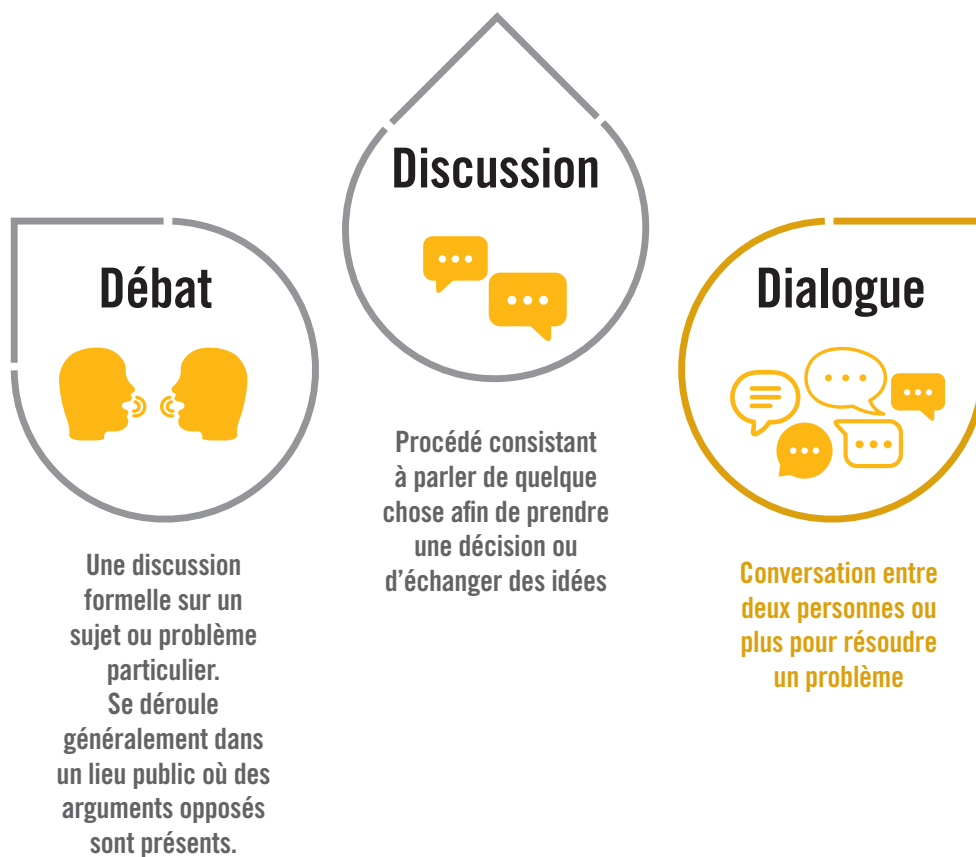 Débat
Une discussion
formelle sur un
sujet ou problème
particulier.
Se déroule
généralement dans
un lieu public où des
arguments opposés
sont présents.
Discussion
Procédé consistant
à parler de quelque
chose afin de prendre
une décision ou
d’échanger des idées
Dialogue
Conversation entre
deux personnes ou
plus pour résoudre
un problème